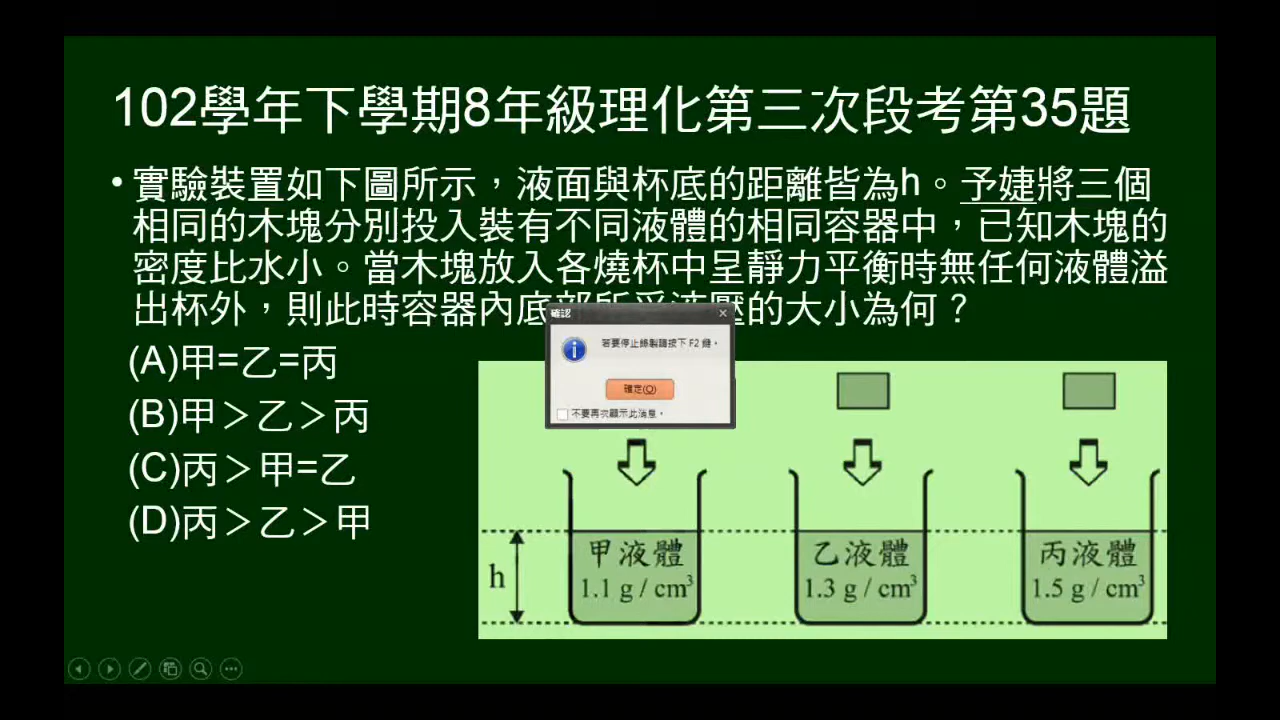 102學年下學期8年級理化第三次段考第35題
•實驗裝置如下圖所示，液面與杯底的距離皆為h。予婕將三個
相同的木塊分別投入裝有不同液體的相同容器中，已知木塊的
密度比水小。當木塊放入各燒杯中呈靜力平衡時無任何液體溢
出杯外，則此時容器內底部所受液壓的大小為何？
確認
若要停止錄製請按下 F2 鍵。
確定(O)
不要再次顯示此消息。
(A)甲=乙=丙
(B)甲＞乙＞丙
(C)丙＞甲=乙
(D)丙＞乙＞甲
h
甲液體
1.1 g / cm³
乙液體
1.3 g / cm³
丙液體
1.5 g / cm³